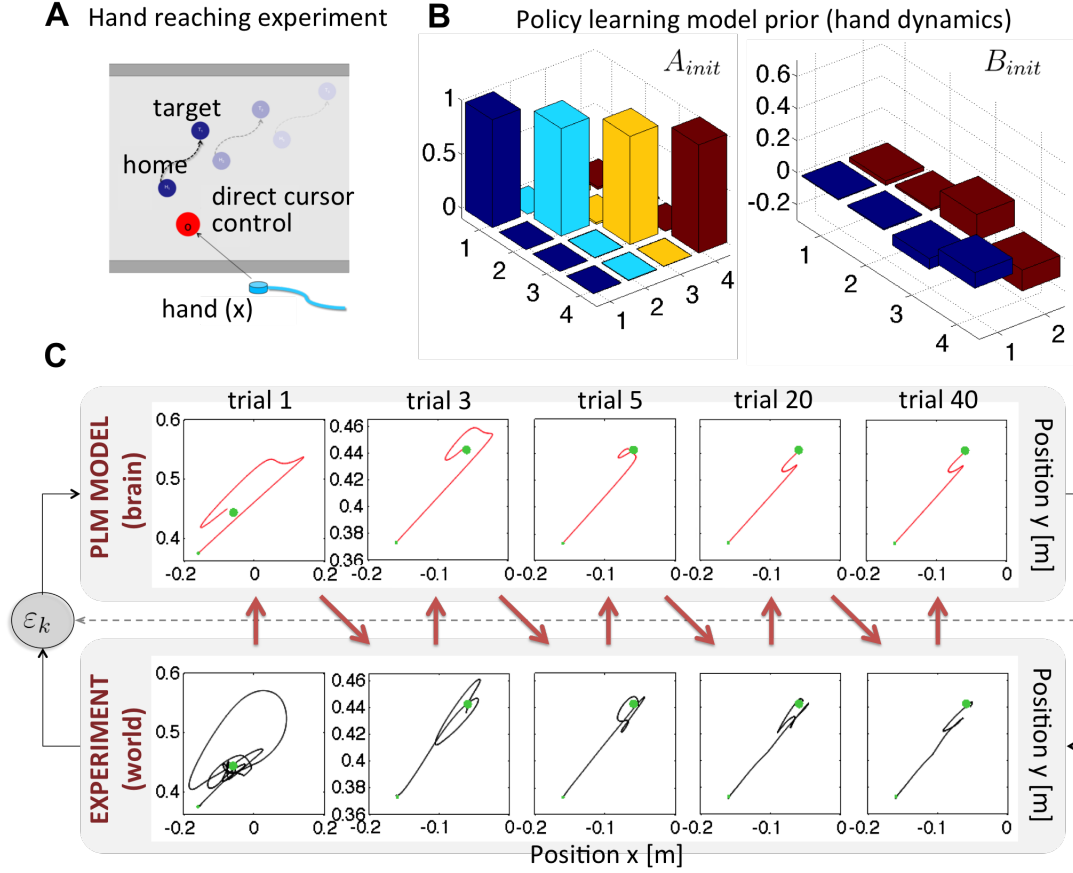 A Hand reaching experiment
target
home
direct cursor
control
hand (x)
B Policy learning model prior (hand dynamics)
A_init
1
0.5
0
1
2
3
4
1
2
3
4
B_init
0.6
0.4
0.2
0
-0.2
1
2
3
4
1
2
C
trial 1 trial 3 trial 5 trial 20 trial 40
PLM MODEL
(brain)
0.6
0.5
0.4
-0.2 0 0.2
0.46
0.44
0.42
0.4
0.38
0.36
-0.2 -0.1 0
-0.2 -0.1 0
-0.2 -0.1 0
-0.2 -0.1 0
Position y [m]
ε_k
EXPERIMENT
(world)
0.6
0.5
0.4
-0.2 -0.1 0 0.1 0.2
0.46
0.44
0.42
0.4
0.38
0.36
-0.2 -0.1 0
-0.2 -0.1 0
-0.2 -0.1 0
-0.2 -0.1 0
Position y [m]
Position x [m]